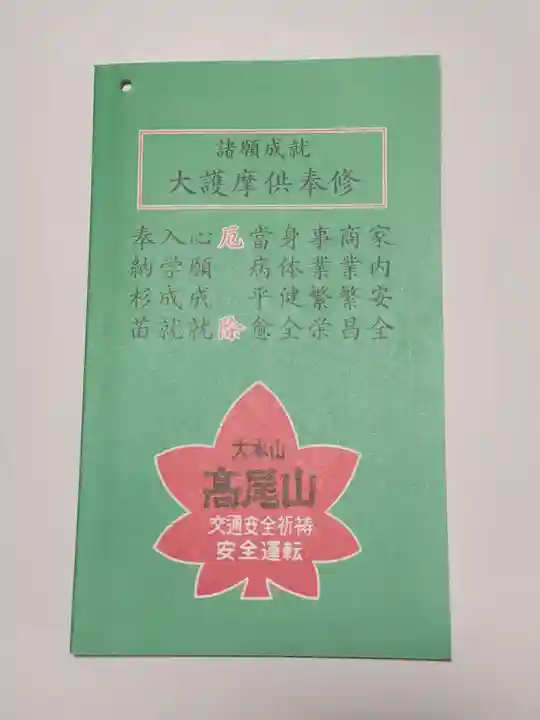 諸願成就
大護摩供奉修
家内安全
商業繁昌
事業繁栄
身体健全
當病平愈
厄除
心願成就
入学成就
奉納杉苗
大本山
髙尾山
交通安全祈祷
安全運転